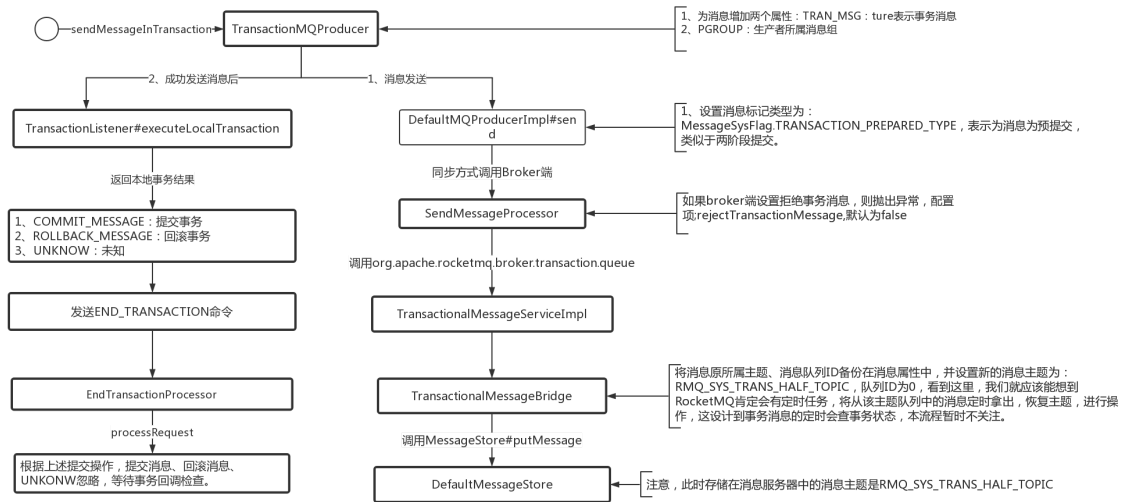 sendMessageInTransaction
TransactionMQProducer
1、为消息增加两个属性：TRAN_MSG：ture表示事务消息
2、PGROUP：生产者所属消息组
2、成功发送消息后
1、消息发送
TransactionListener#executeLocalTransaction
DefaultMQProducerImpl#sen
d
1、设置消息标记类型为：
MessageSysFlag.TRANSACTION_PREPARED_TYPE，表示为消息为预提交，
类似于两阶段提交。
返回本地事务结果
同步方式调用Broker端
1、COMMIT_MESSAGE：提交事务
2、ROLLBACK_MESSAGE：回滚事务
3、UNKNOW：未知
SendMessageProcessor
如果broker端设置拒绝事务消息，则抛出异常，配置
项;rejectTransactionMessage,默认为false
调用org.apache.rocketmq.broker.transaction.queue
发送END_TRANSACTION命令
TransactionalMessageServiceImpl
EndTransactionProcessor
TransactionalMessageBridge
将消息原所属主题、消息队列ID备份在消息属性中，并设置新的消息主题为：
RMQ_SYS_TRANS_HALF_TOPIC，队列ID为0，看到这里，我们就应该能想到
RocketMQ肯定会有定时任务，将从该主题队列中的消息定时拿出，恢复主题，进行操
作，这设计到事务消息的定时会查事务状态，本流程暂时不关注。
processRequest
调用MessageStore#putMessage
根据上述提交操作，提交消息、回滚消息、
UNKONW忽略，等待事务回调检查。
DefaultMessageStore
注意，此时存储在消息服务器中的消息主题是RMQ_SYS_TRANS_HALF_TOPIC